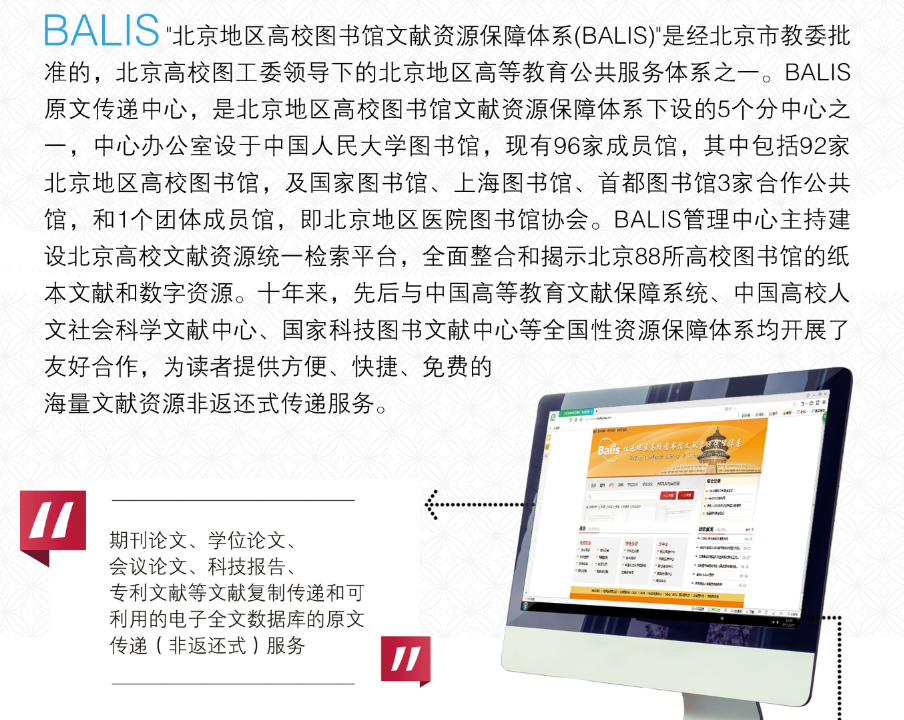 BALIS "北京地区高校图书馆文献资源保障体系(BALIS)"是经北京市教委批
准的，北京高校图工委领导下的北京地区高等教育公共服务体系之一。BALIS
原文传递中心，是北京地区高校图书馆文献资源保障体系下设的5个分中心之
一，中心办公室设于中国人民大学图书馆，现有96家成员馆，其中包括92家
北京地区高校图书馆，及国家图书馆、上海图书馆、首都图书馆3家合作公共
馆，和1个团体成员馆，即北京地区医院图书馆协会。BALIS管理中心主持建
设北京高校文献资源统一检索平台，全面整合和揭示北京88所高校图书馆的纸
本文献和数字资源。十年来，先后与中国高等教育文献保障系统、中国高校人
文社会科学文献中心、国家科技图书文献中心等全国性资源保障体系均开展了
友好合作，为读者提供方便、快捷、免费的
海量文献资源非返还式传递服务。
Balis 北京地区高校图书馆文献资源保障体系
期刊论文、学位论文、
会议论文、科技报告、
专利文献等文献复制传递和可
利用的电子全文数据库的原文
传递（非返还式）服务